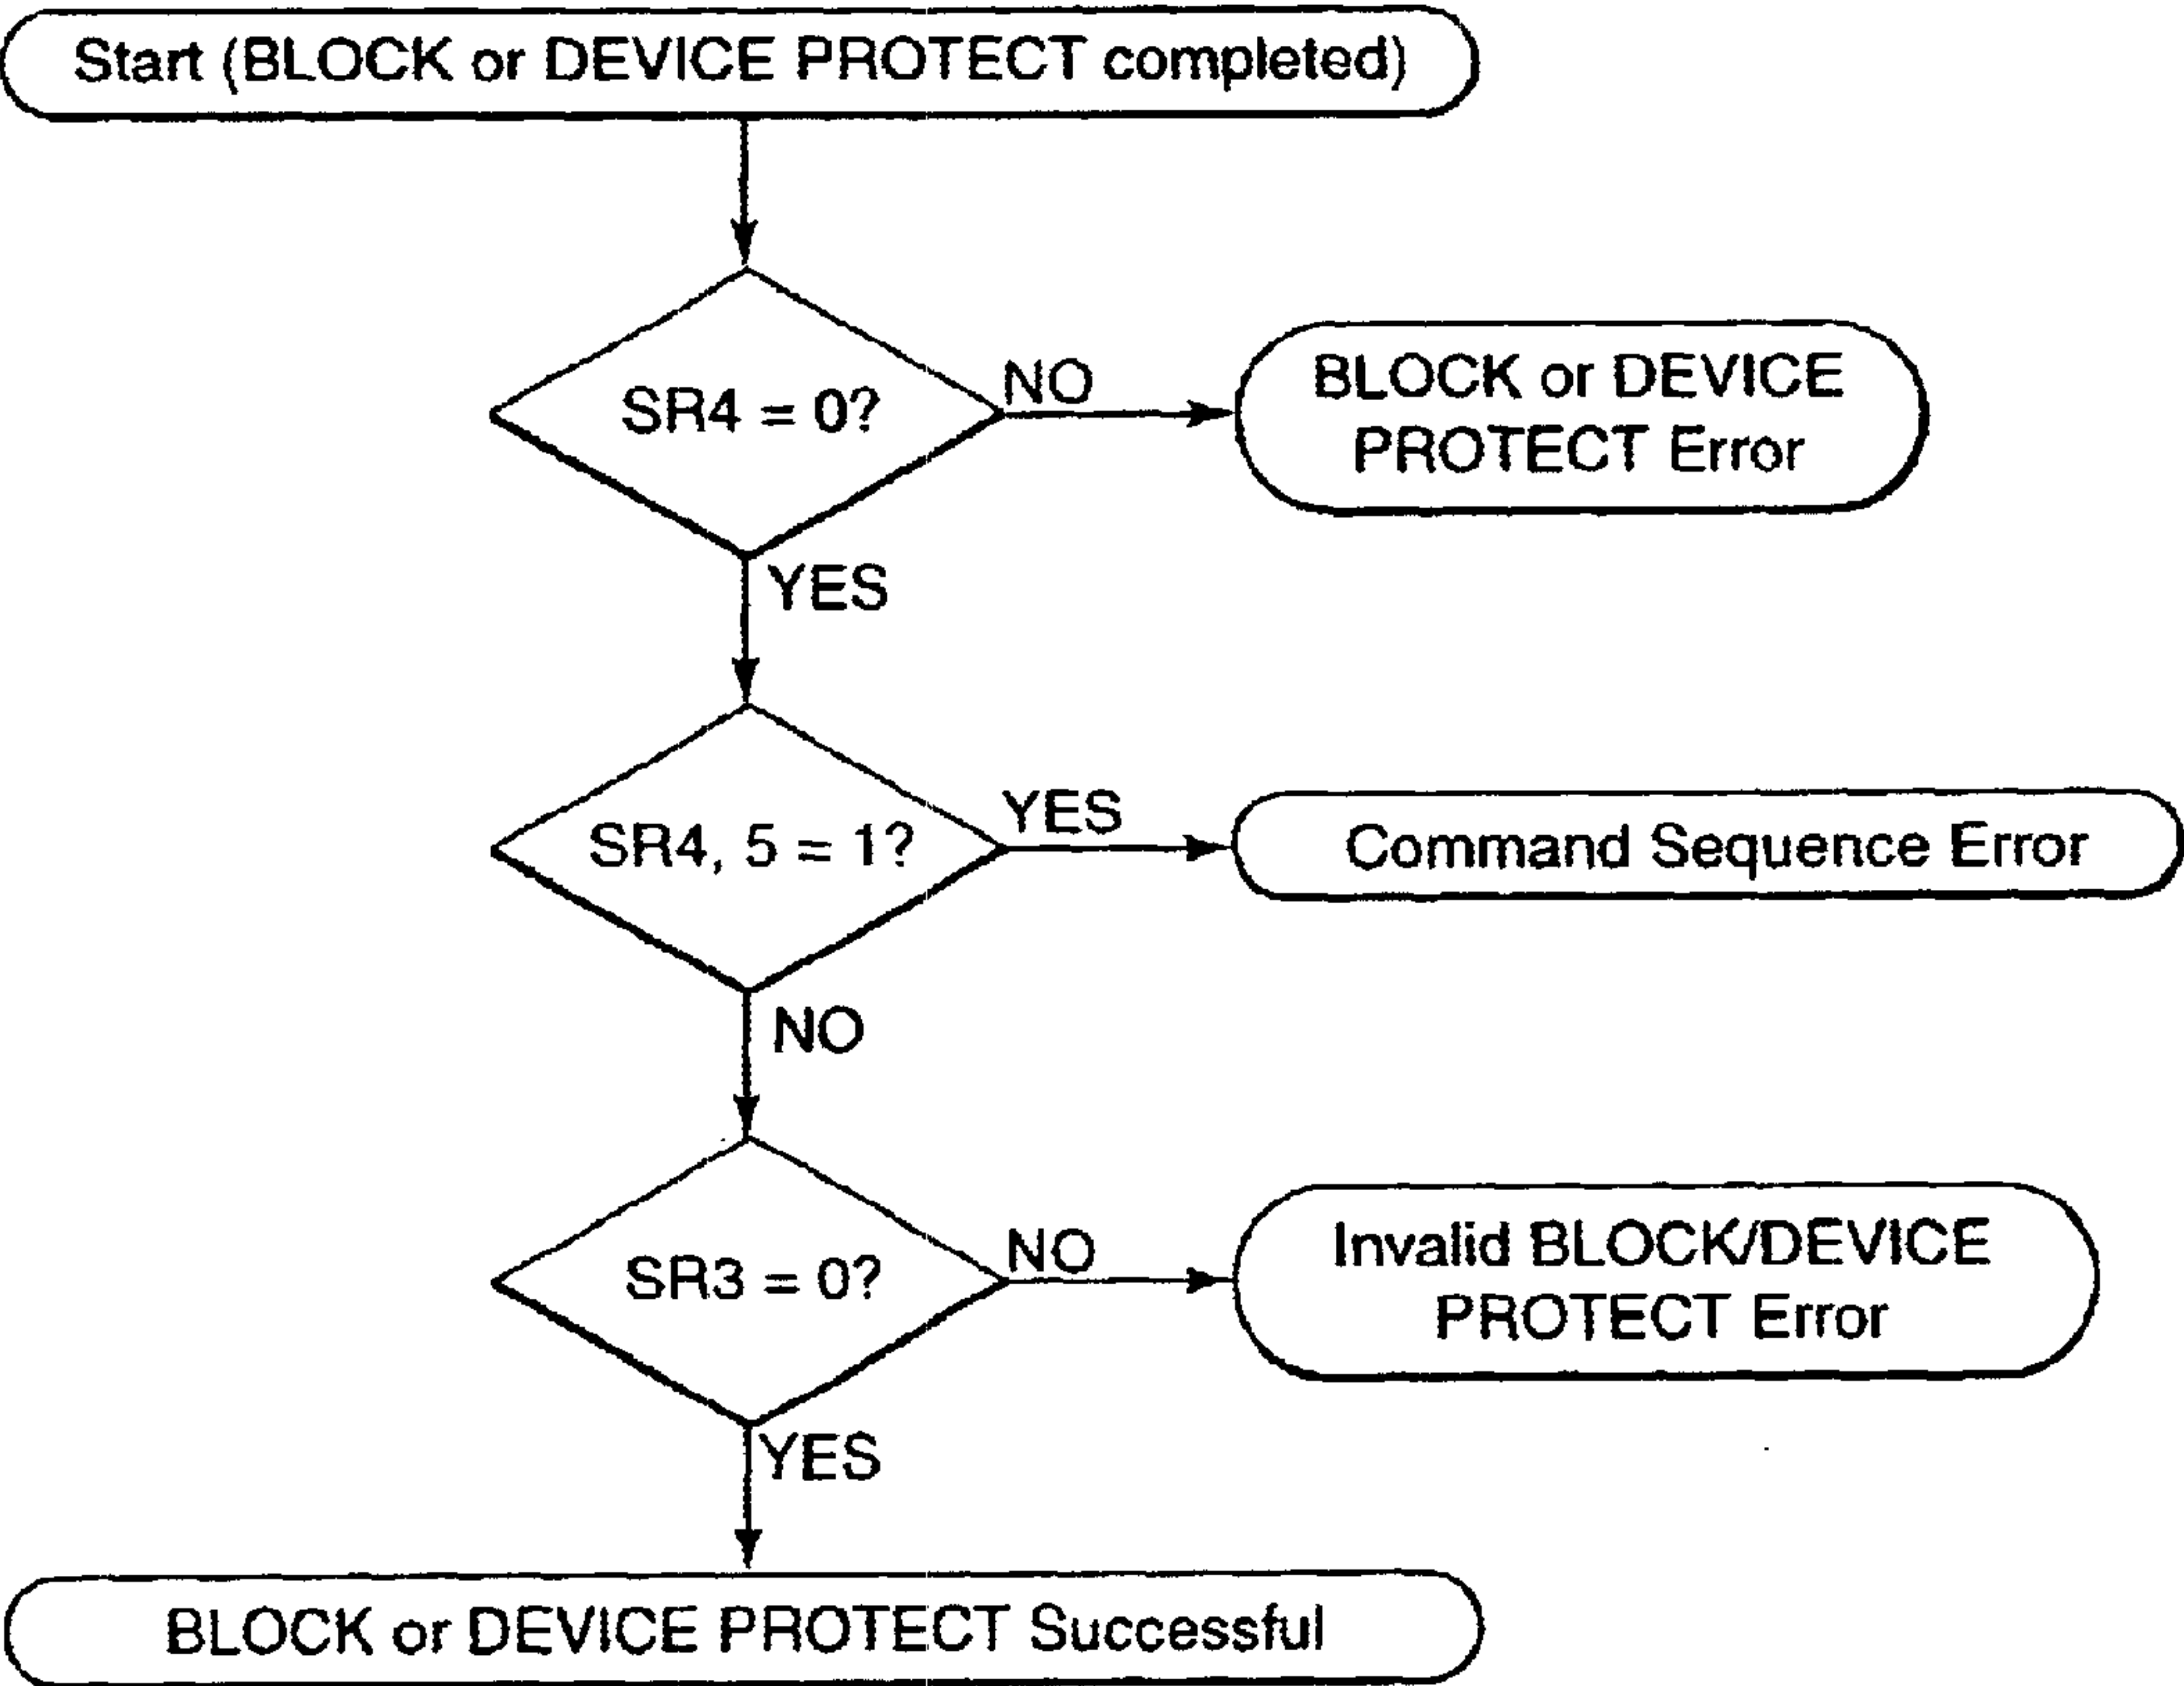 Start (BLOCK or DEVICE PROTECT completed)
SR4 = 0?
NO
BLOCK or DEVICE
PROTECT Error
YES
SR4, 5 = 1?
YES
Command Sequence Error
NO
SR3 = 0?
NO
Invalid BLOCK/DEVICE
PROTECT Error
YES
BLOCK or DEVICE PROTECT Successful